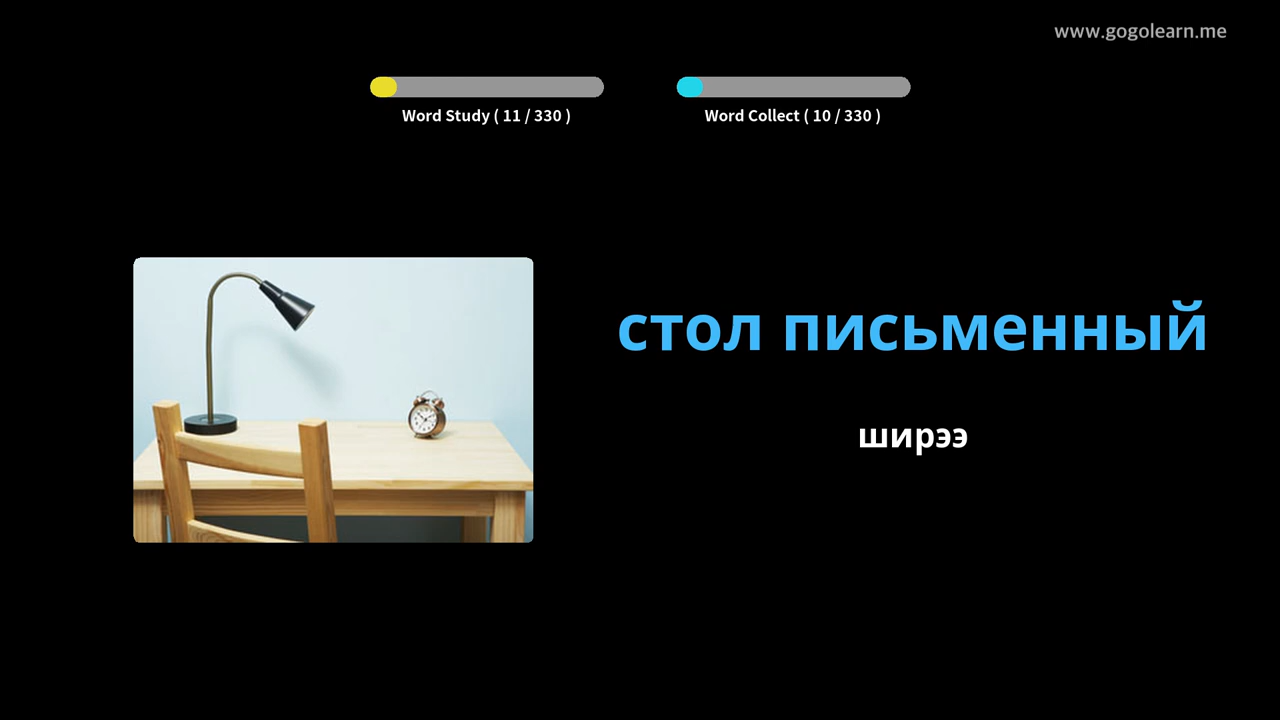 www.gogolearn.me
Word Study ( 11 / 330 )
Word Collect ( 10 / 330 )
стол письменный
ширээ